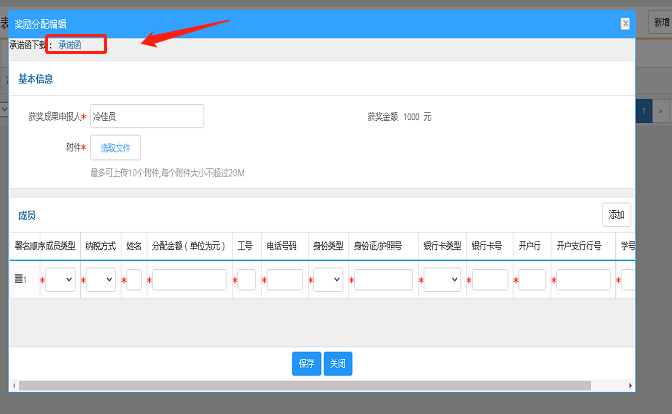 表
奖励分配编辑
x
新增
承诺函下载： 承诺函
基本信息
获奖成果申报人* 冷佳员
获奖金额 1000 元
附件* 选取文件
最多可上传10个附件,每个附件大小不超过20M
1 ›
成员
添加
署名顺序 成员类型 纳税方式 姓名 分配金额（单位为元） 工号 电话号码 身份类型 身份证/护照号 银行卡类型 银行卡号 开户行 开户支行行号 学号
1 * * * * * * * * * * * * *
保存 关闭